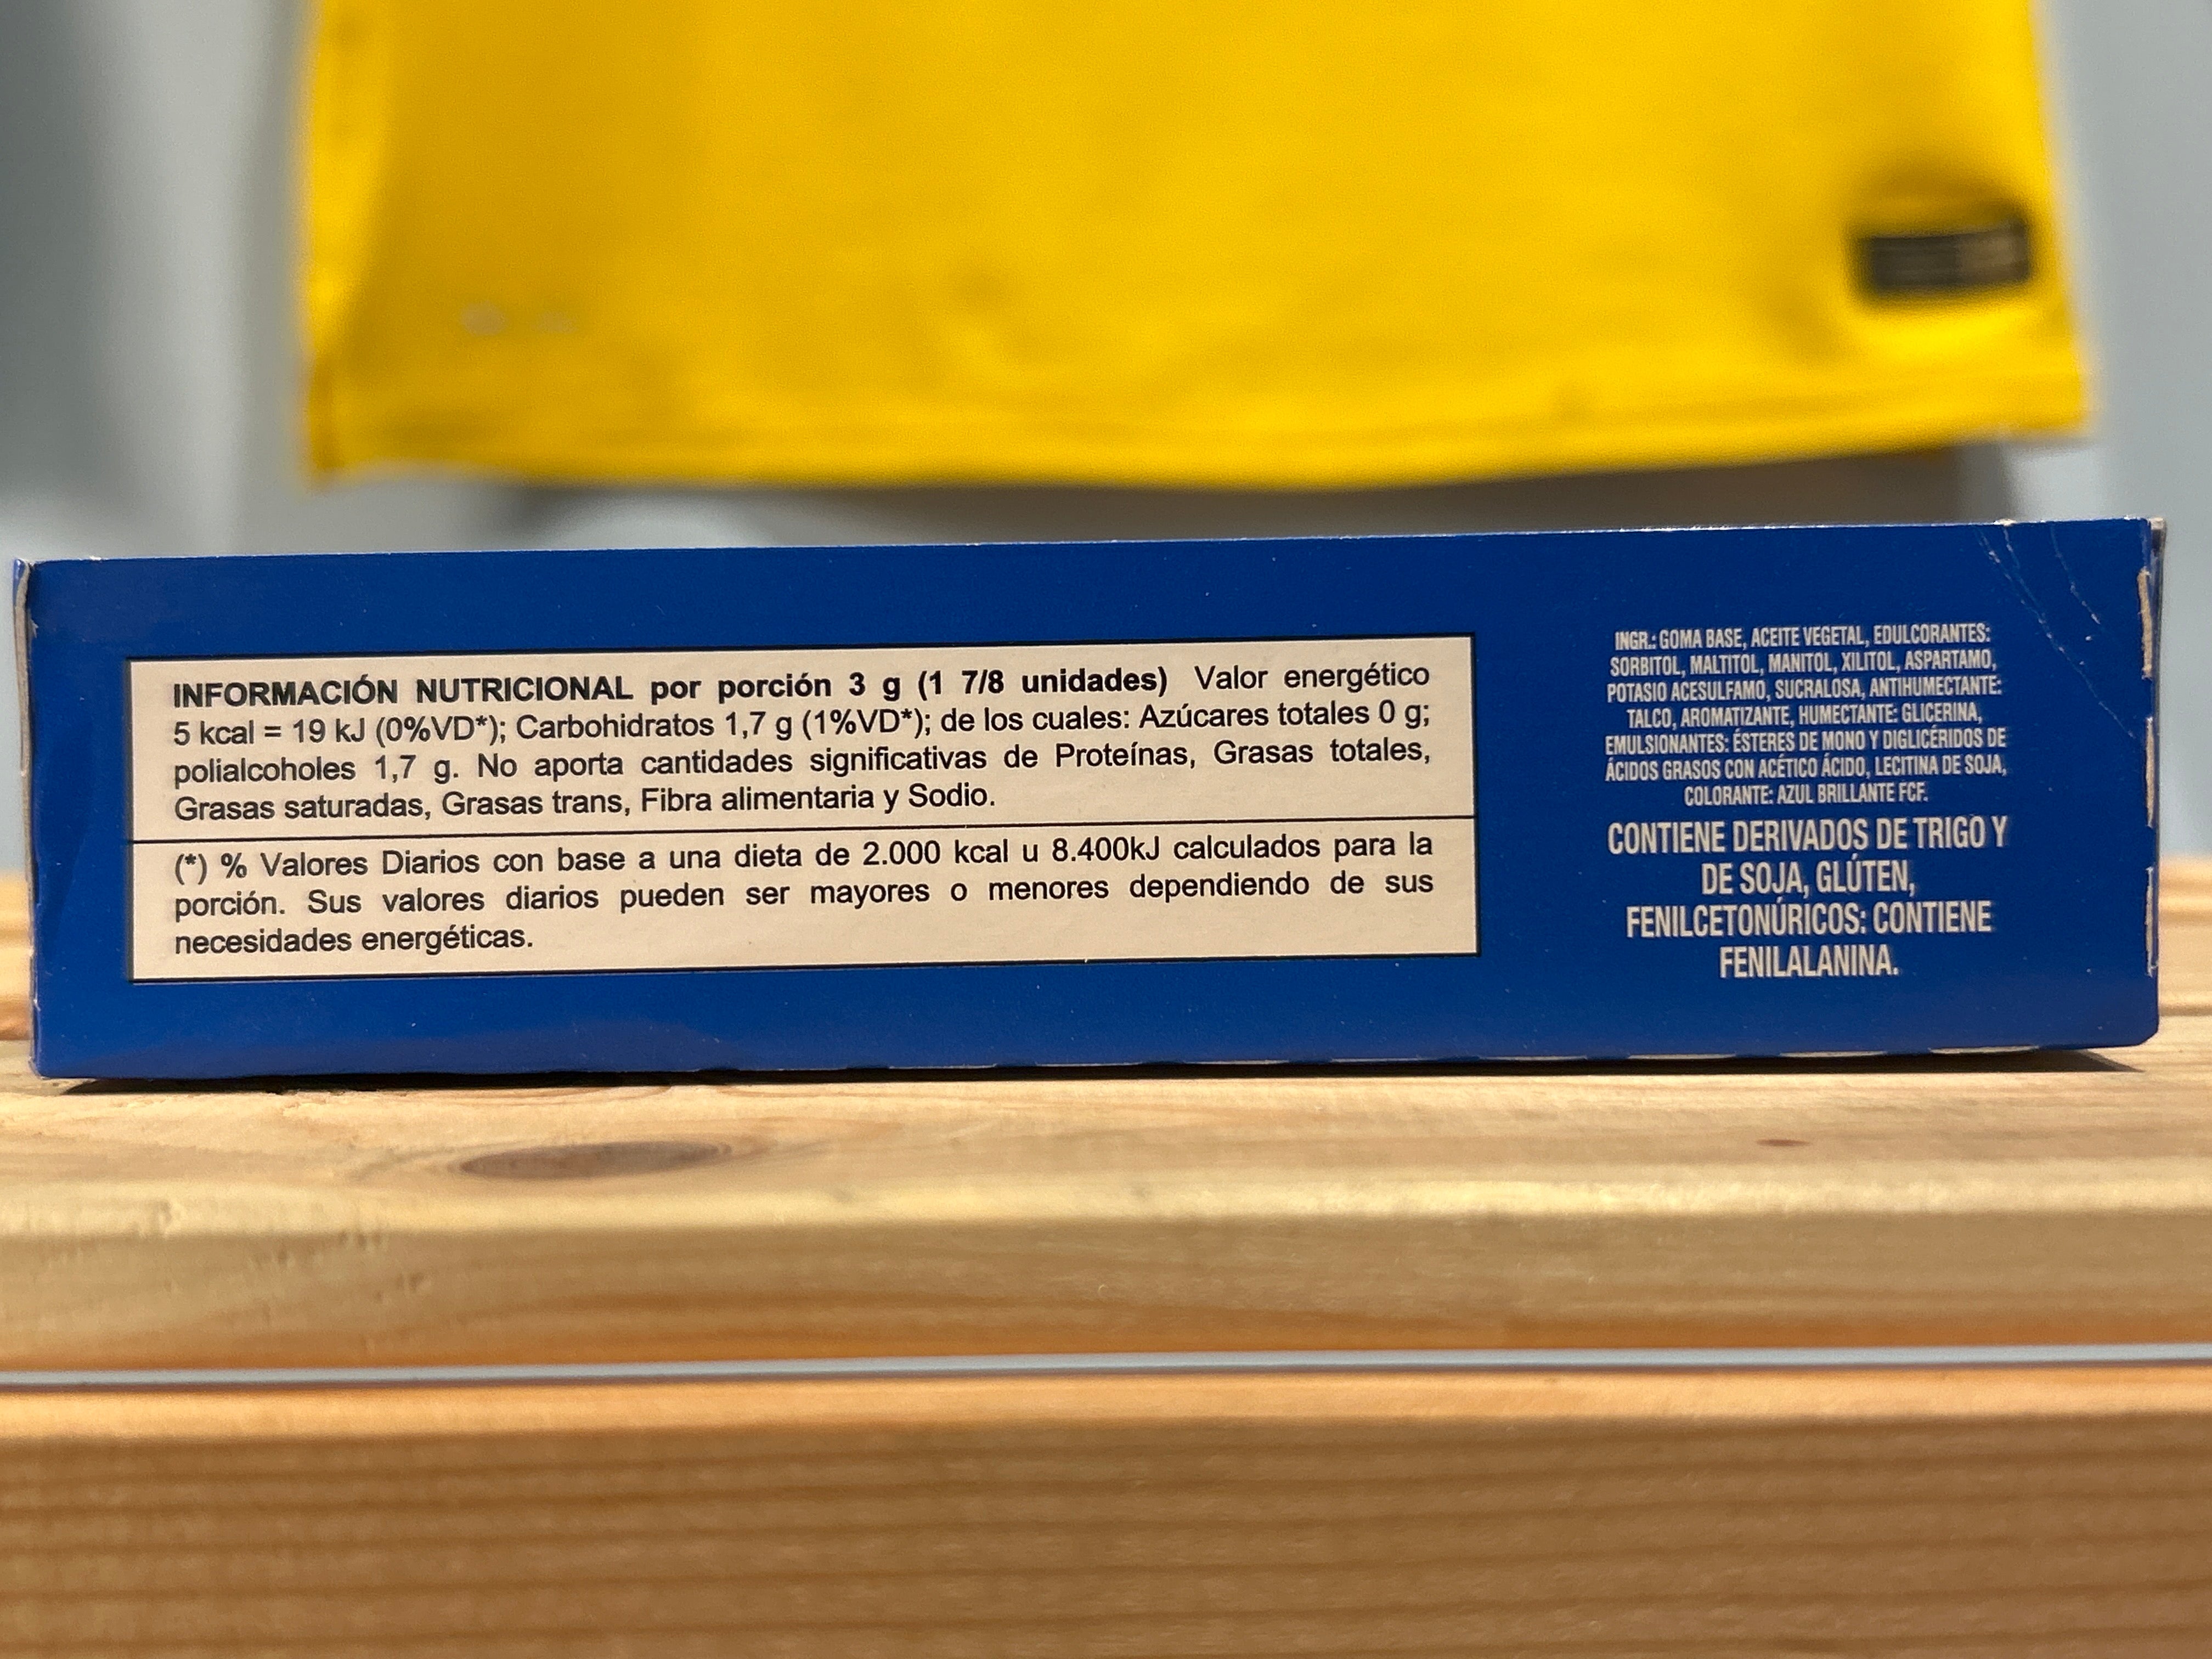 INFORMACIÓN NUTRICIONAL por porción 3 g (1 7/8 unidades) Valor energético
5 kcal = 19 kJ (0%VD*); Carbohidratos 1,7 g (1%VD*); de los cuales: Azúcares totales 0 g;
polialcoholes 1,7 g. No aporta cantidades significativas de Proteínas, Grasas totales,
Grasas saturadas, Grasas trans, Fibra alimentaria y Sodio.
(*) % Valores Diarios con base a una dieta de 2.000 kcal u 8.400kJ calculados para la
porción. Sus valores diarios pueden ser mayores o menores dependiendo de sus
necesidades energéticas.
INGR.: GOMA BASE, ACEITE VEGETAL, EDULCORANTES:
SORBITOL, MALTITOL, MANITOL, XILITOL, ASPARTAMO,
POTASIO ACESULFAMO, SUCRALOSA, ANTIHUMECTANTE:
TALCO, AROMATIZANTE, HUMECTANTE: GLICERINA,
EMULSIONANTES: ÉSTERES DE MONO Y DIGLICÉRIDOS DE
ÁCIDOS GRASOS CON ACÉTICO ÁCIDO, LECITINA DE SOJA,
COLORANTE: AZUL BRILLANTE FCF.
CONTIENE DERIVADOS DE TRIGO Y
DE SOJA, GLÚTEN,
FENILCETONÚRICOS: CONTIENE
FENILALANINA.